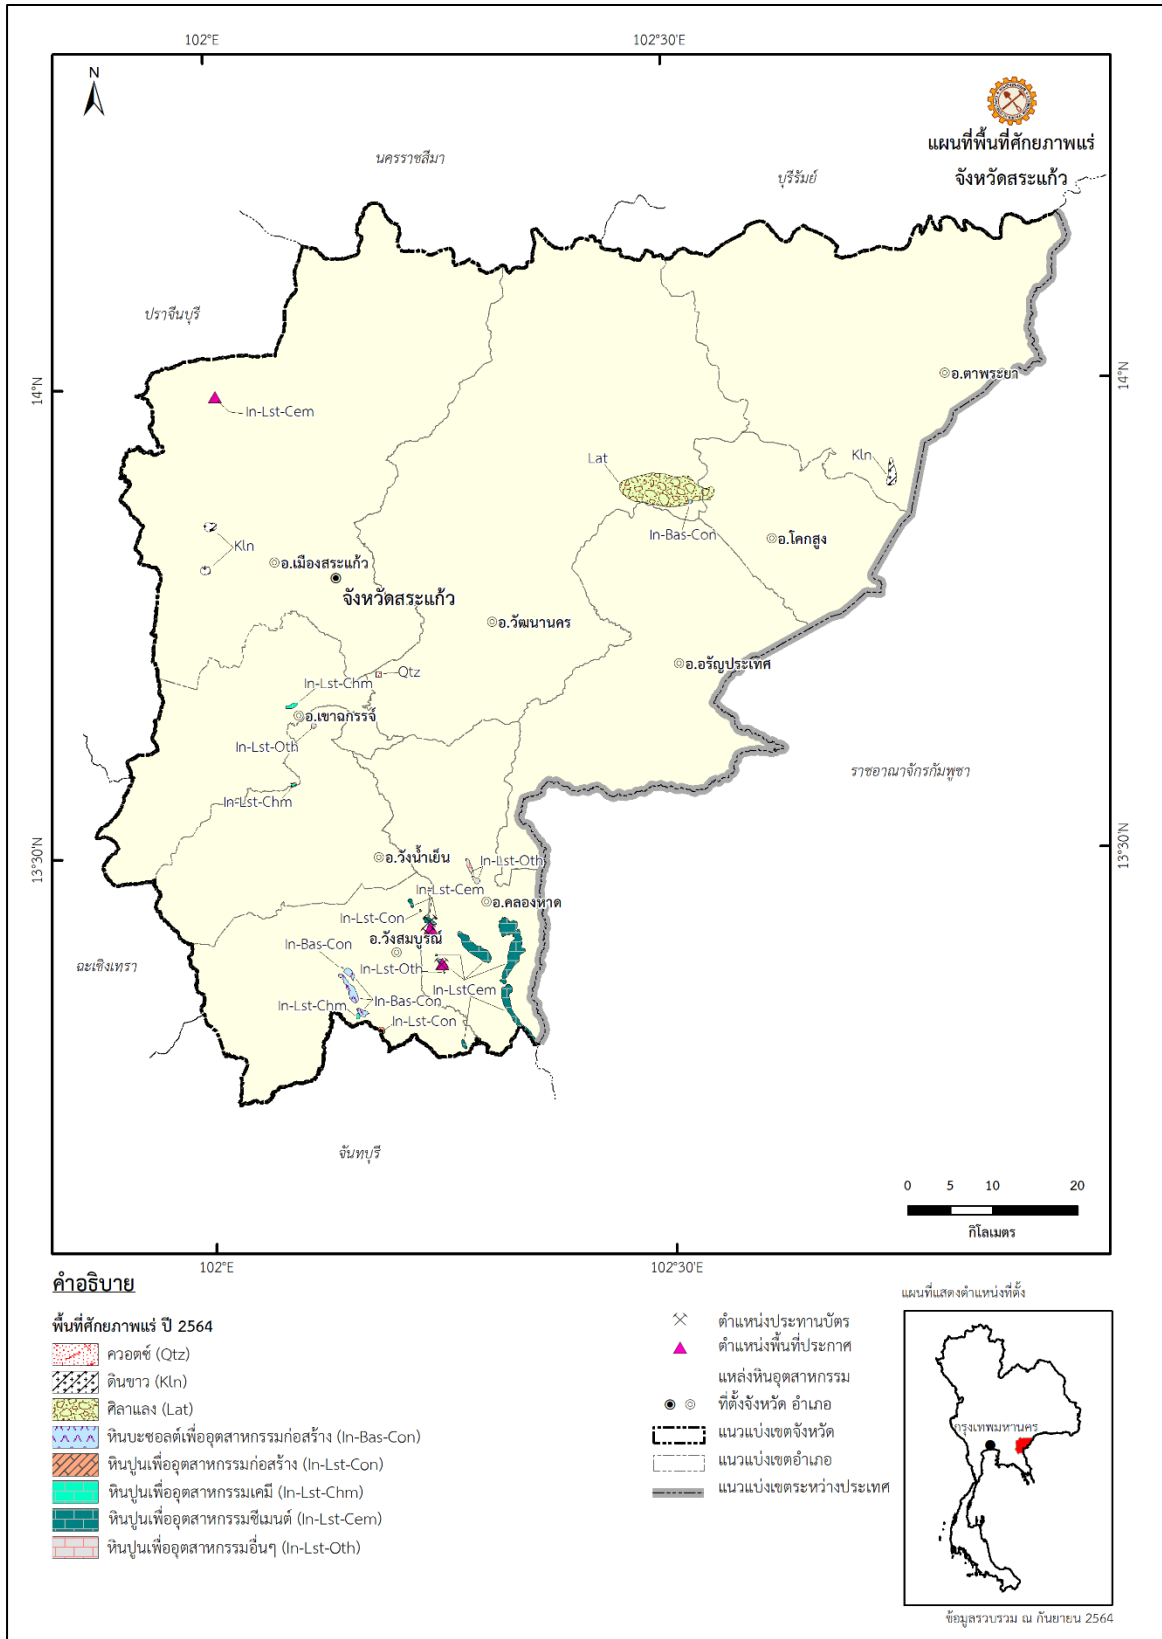 102°E
102°30'E
N
แผนที่พื้นที่ศักยภาพแร่
จังหวัดสระแก้ว
นครราชสีมา
บุรีรัมย์
ปราจีนบุรี
14°N
14°N
อ.ตาพระยา
In-Lst-Cem
Lat
Kln
In-Bas-Con
อ.โคกสูง
Kln
อ.เมืองสระแก้ว
จังหวัดสระแก้ว
อ.วัฒนานคร
อ.อรัญประเทศ
Qtz
In-Lst-Chm
อ.เขาฉกรรจ์
In-Lst-Oth
ราชอาณาจักรกัมพูชา
In-Lst-Chm
13°30'N
13°30'N
อ.วังน้ำเย็น
In-Lst-Oth
In-Lst-Cem
อ.คลองหาด
In-Lst-Con
อ.วังสมบูรณ์
In-Bas-Con
ฉะเชิงเทรา
In-Lst-Oth
In-LstCem
In-Bas-Con
In-Lst-Chm
In-Lst-Con
จันทบุรี
0 5 10 20
กิโลเมตร
102°E
102°30'E
คำอธิบาย
พื้นที่ศักยภาพแร่ ปี 2564
ควอตซ์ (Qtz)
ดินขาว (Kln)
ศิลาแลง (Lat)
หินบะซอลต์เพื่ออุตสาหกรรมก่อสร้าง (In-Bas-Con)
หินปูนเพื่ออุตสาหกรรมก่อสร้าง (In-Lst-Con)
หินปูนเพื่ออุตสาหกรรมเคมี (In-Lst-Chm)
หินปูนเพื่ออุตสาหกรรมซีเมนต์ (In-Lst-Cem)
หินปูนเพื่ออุตสาหกรรมอื่นๆ (In-Lst-Oth)
ตำแหน่งประทานบัตร
ตำแหน่งพื้นที่ประกาศ
แหล่งหินอุตสาหกรรม
ที่ตั้งจังหวัด อำเภอ
แนวแบ่งเขตจังหวัด
แนวแบ่งเขตอำเภอ
แนวแบ่งเขตระหว่างประเทศ
แผนที่แสดงตำแหน่งที่ตั้ง
กรุงเทพมหานคร
ข้อมูลรวบรวม ณ กันยายน 2564